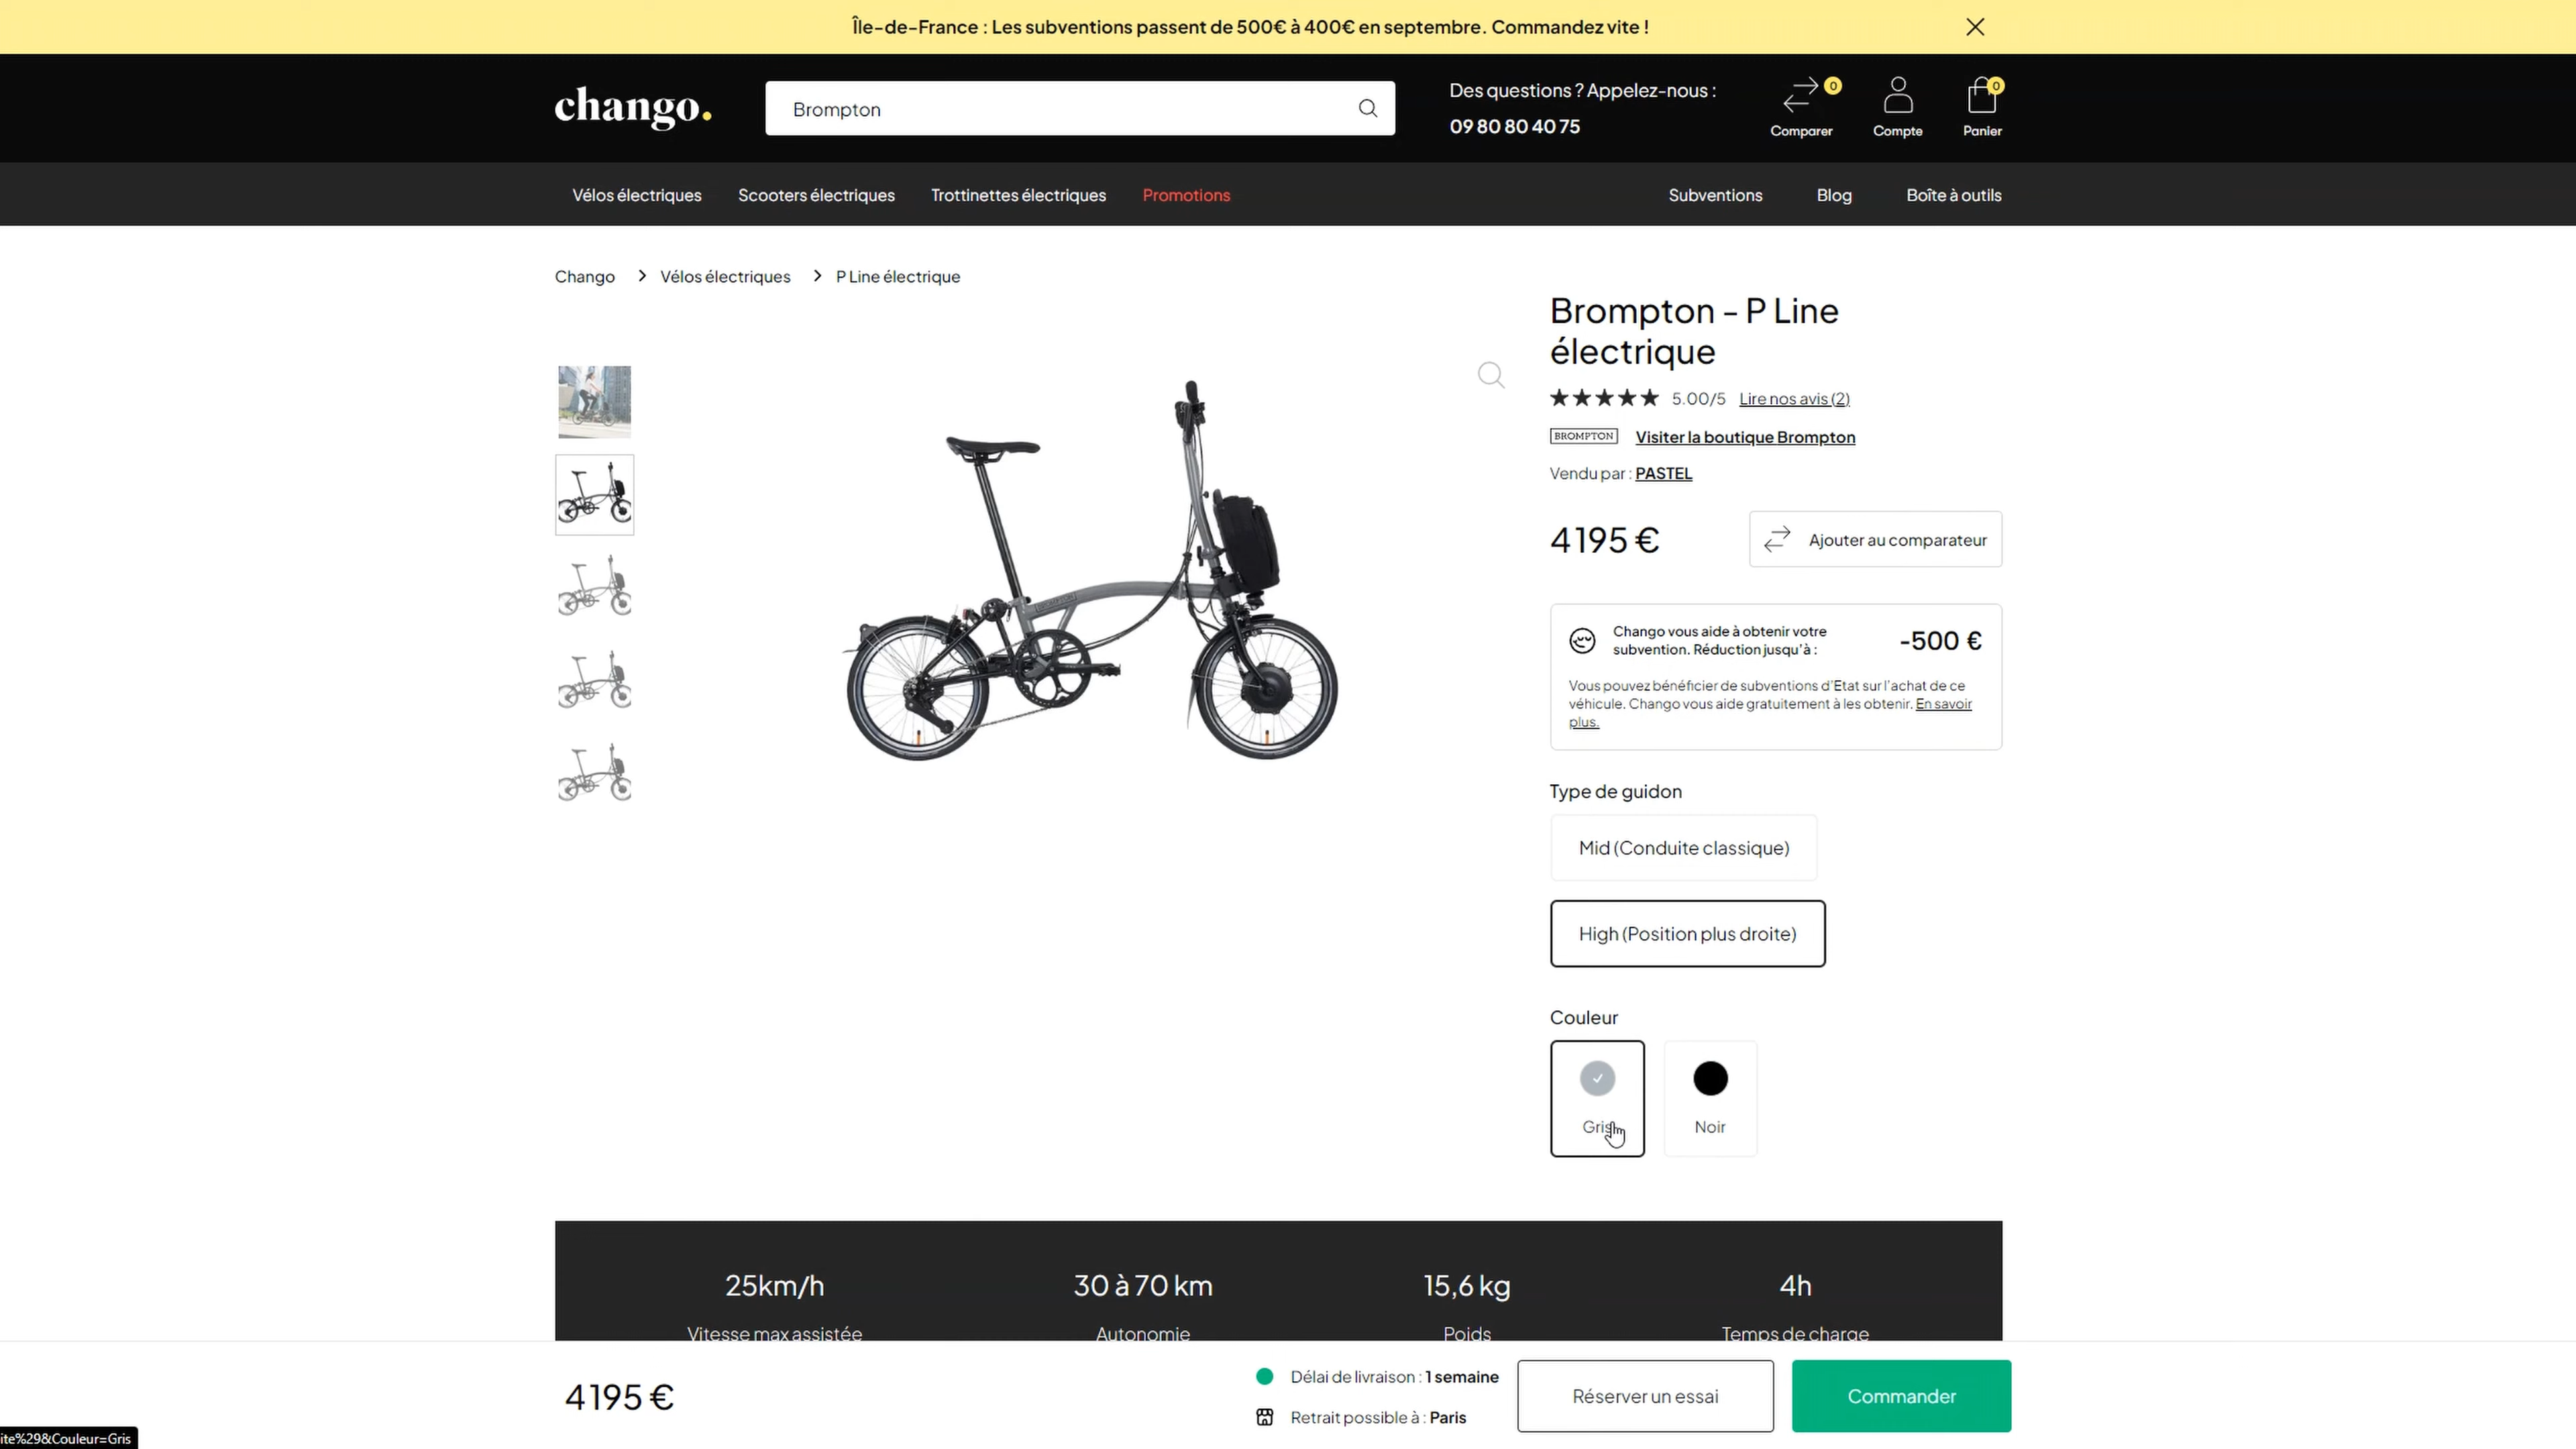 Île-de-France : Les subventions passent de 500€ à 400€ en septembre. Commandez vite !
chango.
Brompton
Des questions ? Appelez-nous :
09 80 80 40 75
0
Comparer
Compte
0
Panier
Vélos électriques
Scooters électriques
Trottinettes électriques
Promotions
Subventions
Blog
Boîte à outils
Chango > Vélos électriques > P Line électrique
Brompton - P Line
électrique
5.00/5 Lire nos avis (2)
BROMPTON Visiter la boutique Brompton
Vendu par : PASTEL
4 195 €
Ajouter au comparateur
Chango vous aide à obtenir votre
subvention. Réduction jusqu'à :
-500 €
Vous pouvez bénéficier de subventions d'Etat sur l'achat de ce
véhicule. Chango vous aide gratuitement à les obtenir. En savoir
plus.
Type de guidon
Mid (Conduite classique)
High (Position plus droite)
Couleur
Gris
Noir
25km/h
Vitesse max assistée
30 à 70 km
Autonomie
15,6 kg
Poids
4h
Temps de charge
4 195 €
Délai de livraison : 1 semaine
Retrait possible à : Paris
Réserver un essai
Commander
ite%29&Couleur=Gris